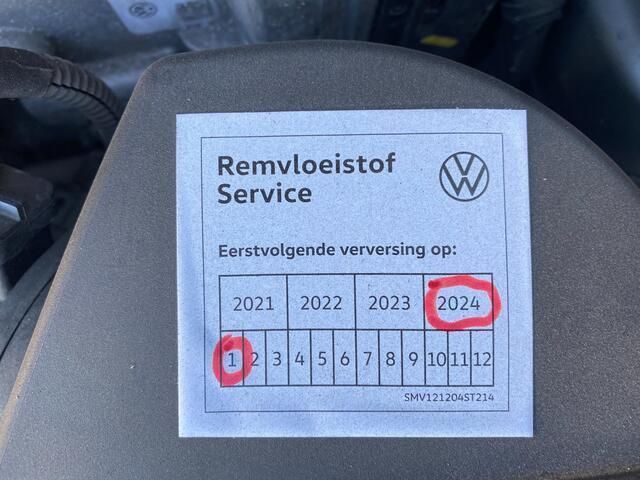 Remvloeistof
Service
Eerstvolgende verversing op:
2021 2022 2023 2024
1 2 3 4 5 6 7 8 9 10 11 12
SMV121204ST214